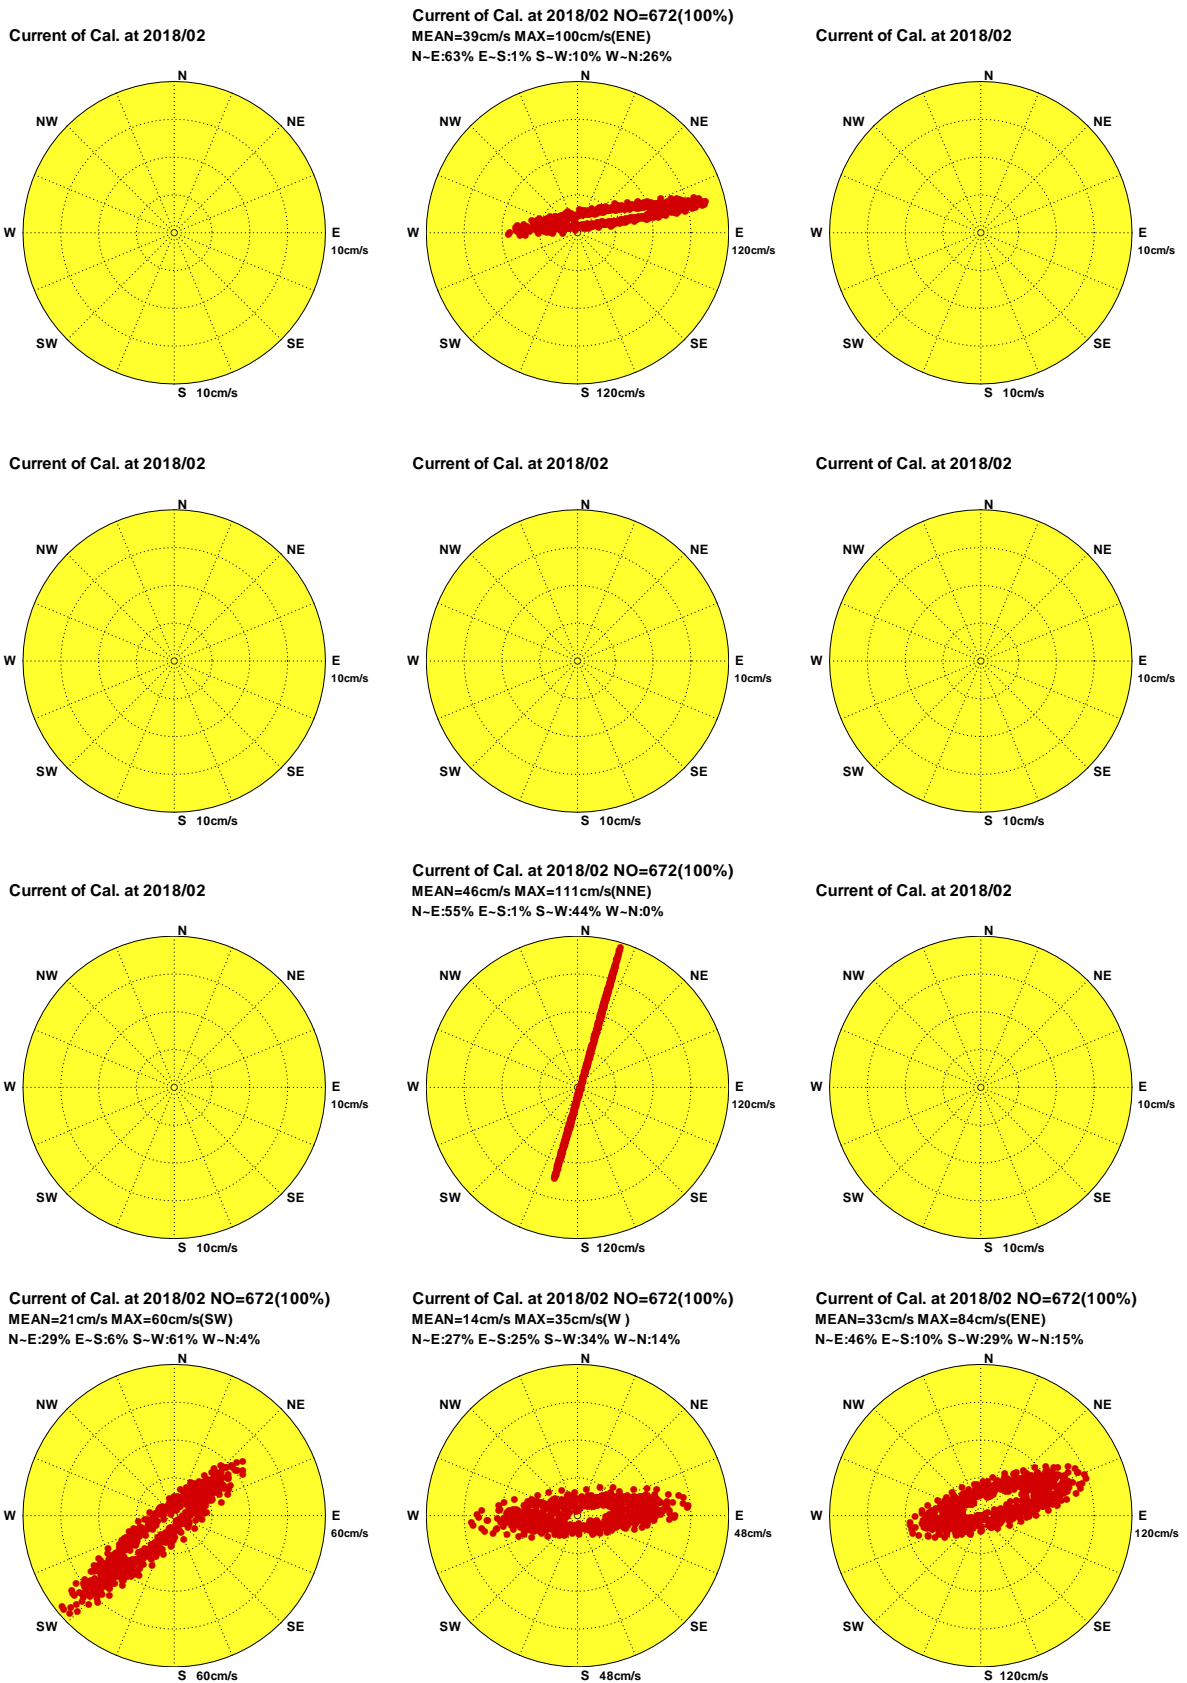 Current of Cal. at 2018/02
N
NW
NE
W
E
10cm/s
SW
SE
S 10cm/s
Current of Cal. at 2018/02 NO=672(100%)
MEAN=39cm/s MAX=100cm/s(ENE)
N~E:63% E~S:1% S~W:10% W~N:26%
N
NW
NE
W
E
120cm/s
SW
SE
S 120cm/s
Current of Cal. at 2018/02
N
NW
NE
W
E
10cm/s
SW
SE
S 10cm/s
Current of Cal. at 2018/02
N
NW
NE
W
E
10cm/s
SW
SE
S 10cm/s
Current of Cal. at 2018/02
N
NW
NE
W
E
10cm/s
SW
SE
S 10cm/s
Current of Cal. at 2018/02
N
NW
NE
W
E
10cm/s
SW
SE
S 10cm/s
Current of Cal. at 2018/02
N
NW
NE
W
E
10cm/s
SW
SE
S 10cm/s
Current of Cal. at 2018/02 NO=672(100%)
MEAN=46cm/s MAX=111cm/s(NNE)
N~E:55% E~S:1% S~W:44% W~N:0%
N
NW
NE
W
E
120cm/s
SW
SE
S 120cm/s
Current of Cal. at 2018/02
N
NW
NE
W
E
10cm/s
SW
SE
S 10cm/s
Current of Cal. at 2018/02 NO=672(100%)
MEAN=21cm/s MAX=60cm/s(SW)
N~E:29% E~S:6% S~W:61% W~N:4%
N
NW
NE
W
E
60cm/s
SW
SE
S 60cm/s
Current of Cal. at 2018/02 NO=672(100%)
MEAN=14cm/s MAX=35cm/s(W )
N~E:27% E~S:25% S~W:34% W~N:14%
N
NW
NE
W
E
48cm/s
SW
SE
S 48cm/s
Current of Cal. at 2018/02 NO=672(100%)
MEAN=33cm/s MAX=84cm/s(ENE)
N~E:46% E~S:10% S~W:29% W~N:15%
N
NW
NE
W
E
120cm/s
SW
SE
S 120cm/s